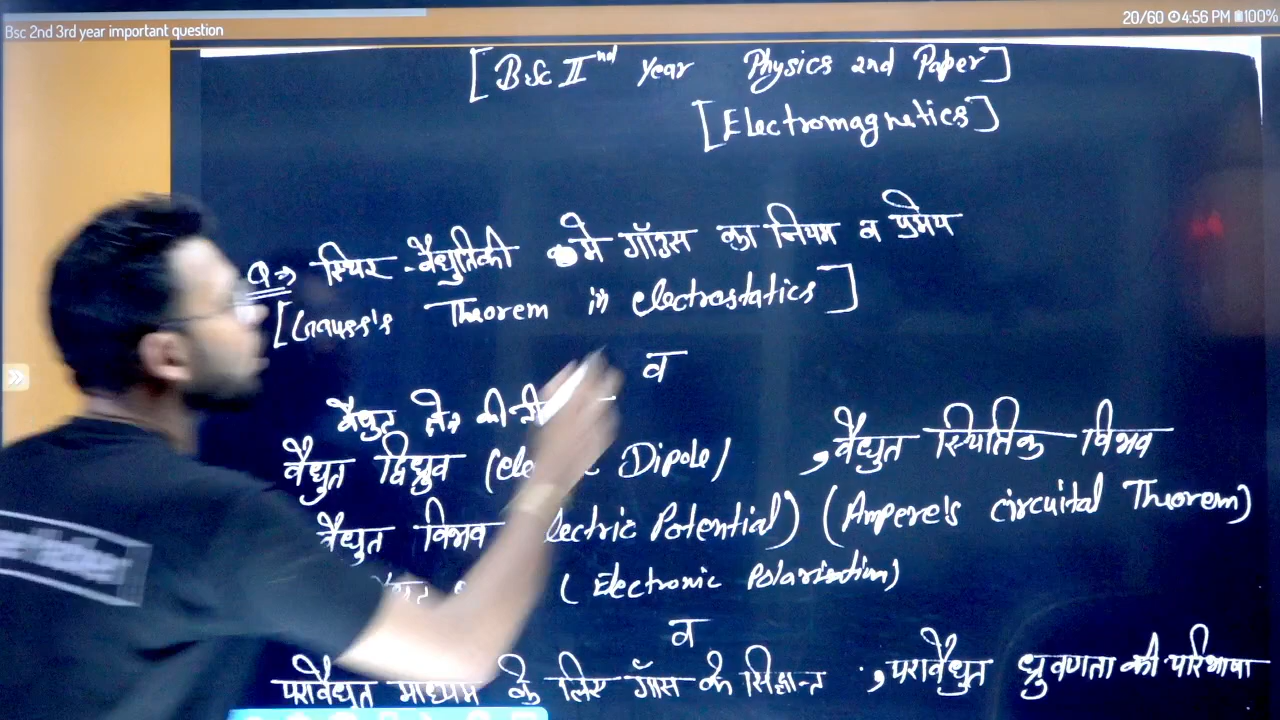 Bsc 2nd 3rd year important question
20/60 4:56 PM 100%
[BSc IInd Year Physics 2nd Paper]
[Electromagnetics]
Q ⇒ स्थिर-वैद्युतिकी मे गॉउस का नियम व प्रमेय
[Gauss's Theorem in electrostatics]
व
वैद्युत क्षेत्र की
वैद्युत द्विध्रुव Dipole) , वैद्युत स्थितिक विभव
वैद्युत विभव Potential) (Ampere's circuital Theorem)
(Electronic Polarization)
व
परावैद्युत माध्यम के लिए गॉस के सिद्धान्त , परावैद्युत ध्रुवणता की परिभाषा